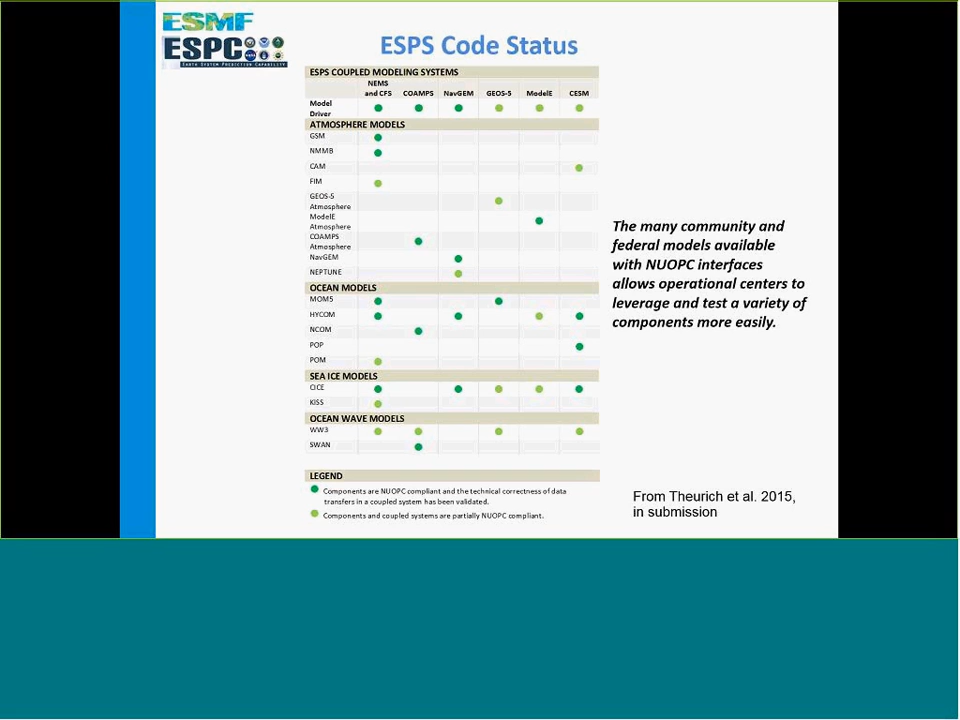 ESMF
ESPC
EARTH SYSTEM PREDICTION CAPABILITY
ESPS Code Status
ESPS COUPLED MODELING SYSTEMS
NEMS
and CFS COAMPS NavGEM GEOS-5 ModelE CESM
Model
Driver
ATMOSPHERE MODELS
GSM
NMMB
CAM
FIM
GEOS-5
Atmosphere
ModelE
Atmosphere
COAMPS
Atmosphere
NavGEM
NEPTUNE
OCEAN MODELS
MOM5
HYCOM
NCOM
POP
POM
SEA ICE MODELS
CICE
KISS
OCEAN WAVE MODELS
WW3
SWAN
LEGEND
Components are NUOPC compliant and the technical correctness of data
transfers in a coupled system has been validated.
Components and coupled systems are partially NUOPC compliant.
The many community and
federal models available
with NUOPC interfaces
allows operational centers to
leverage and test a variety of
components more easily.
From Theurich et al. 2015,
in submission